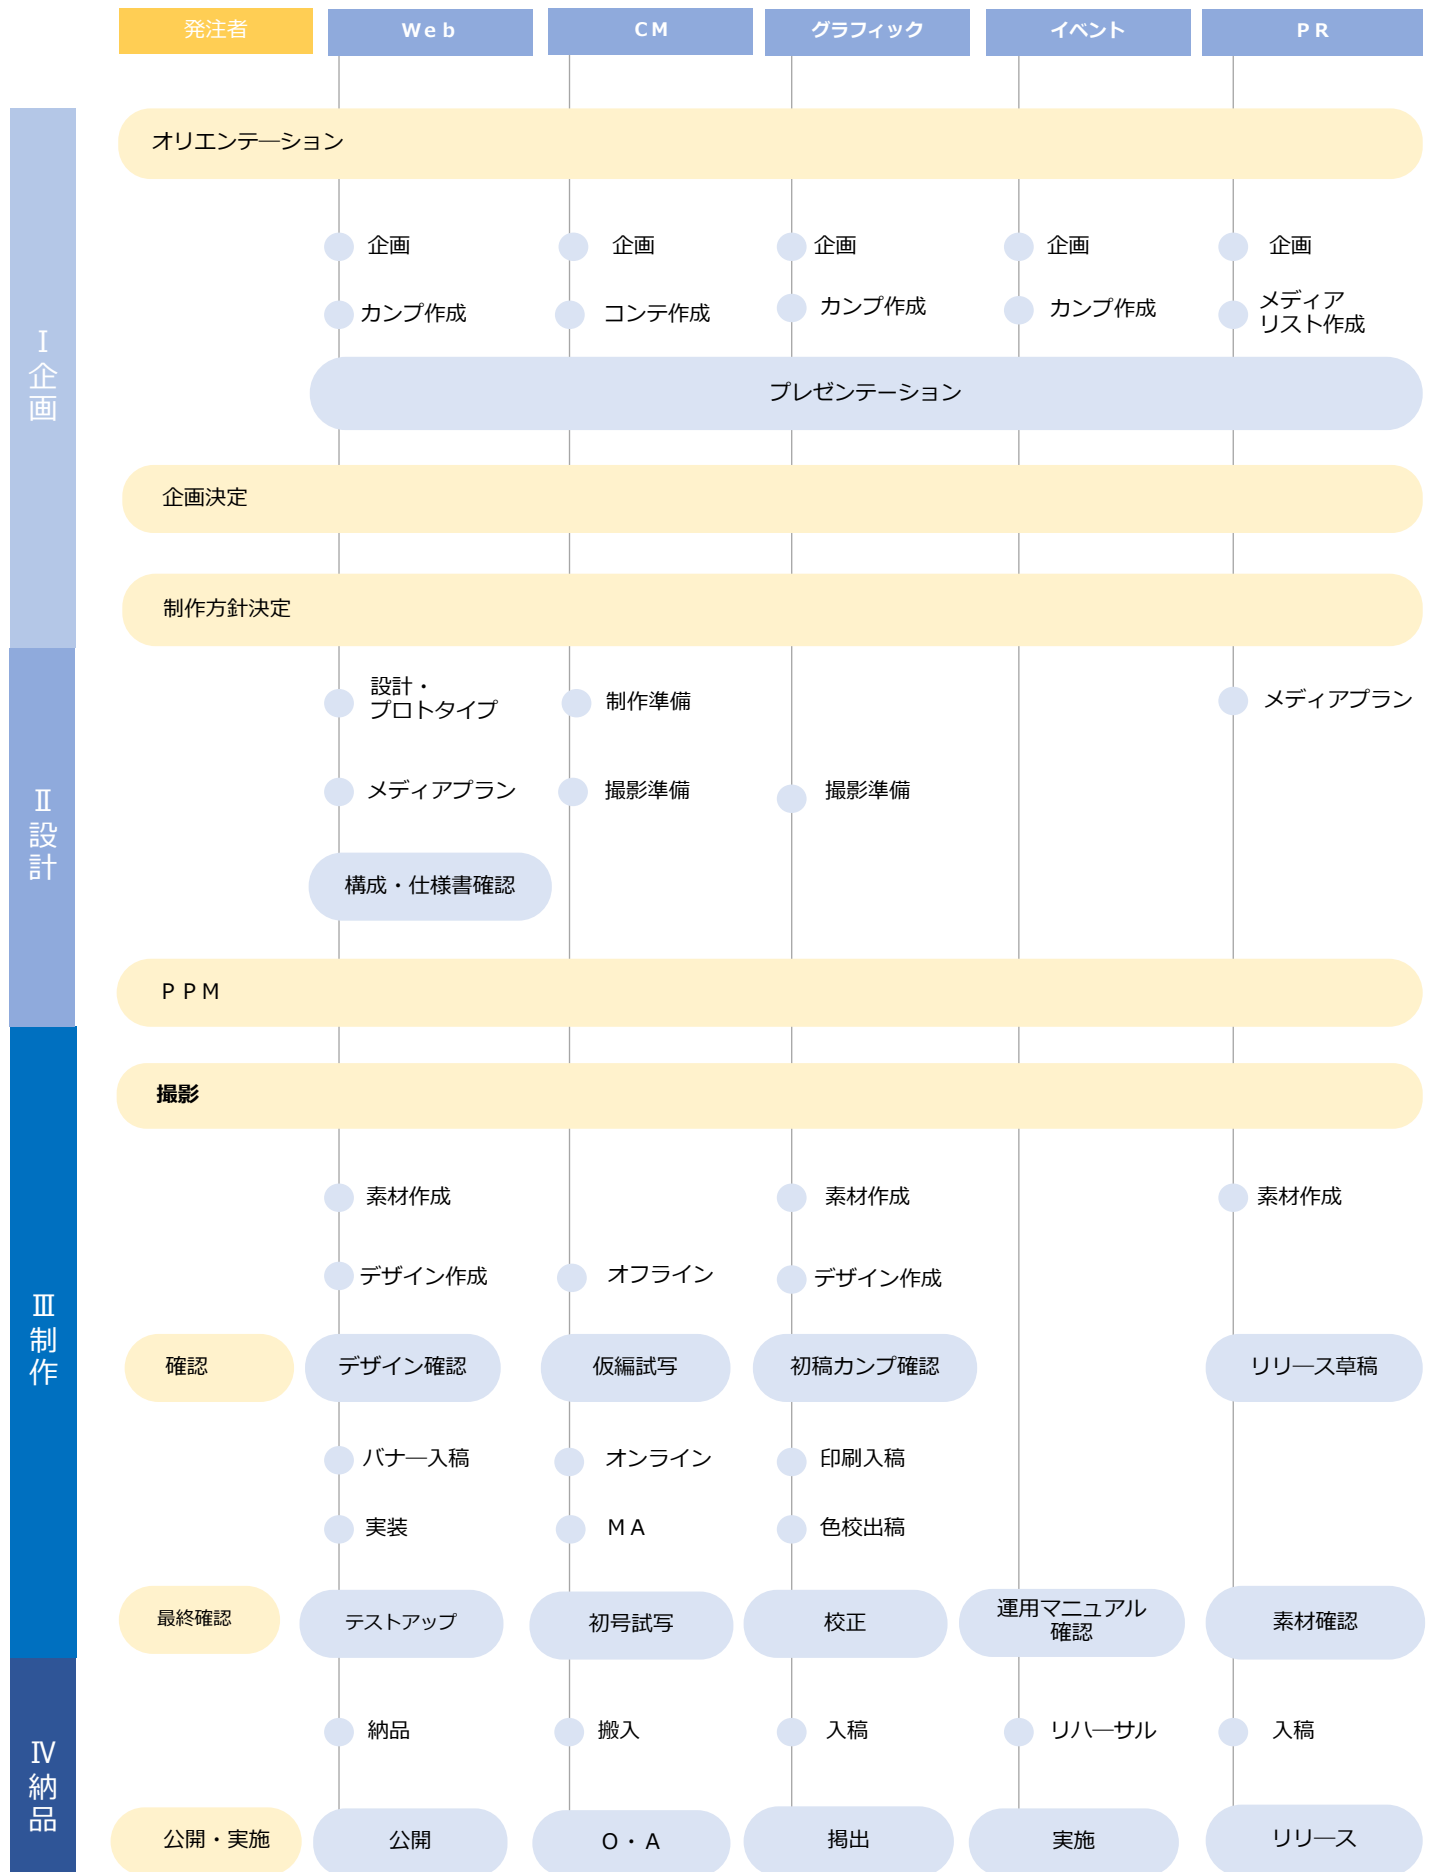 発注者
Web
CM
グラフィック
イベント
PR
Ⅰ企画
オリエンテーション
企画
企画
企画
企画
企画
カンプ作成
コンテ作成
カンプ作成
カンプ作成
メディア
リスト作成
プレゼンテーション
企画決定
制作方針決定
Ⅱ設計
設計・
プロトタイプ
制作準備
メディアプラン
メディアプラン
撮影準備
撮影準備
構成・仕様書確認
PPM
Ⅲ制作
撮影
素材作成
素材作成
素材作成
デザイン作成
オフライン
デザイン作成
確認
デザイン確認
仮編試写
初稿カンプ確認
リリース草稿
バナー入稿
オンライン
印刷入稿
実装
MA
色校出稿
最終確認
テストアップ
初号試写
校正
運用マニュアル
確認
素材確認
Ⅳ納品
納品
搬入
入稿
リハーサル
入稿
公開・実施
公開
O・A
掲出
実施
リリース